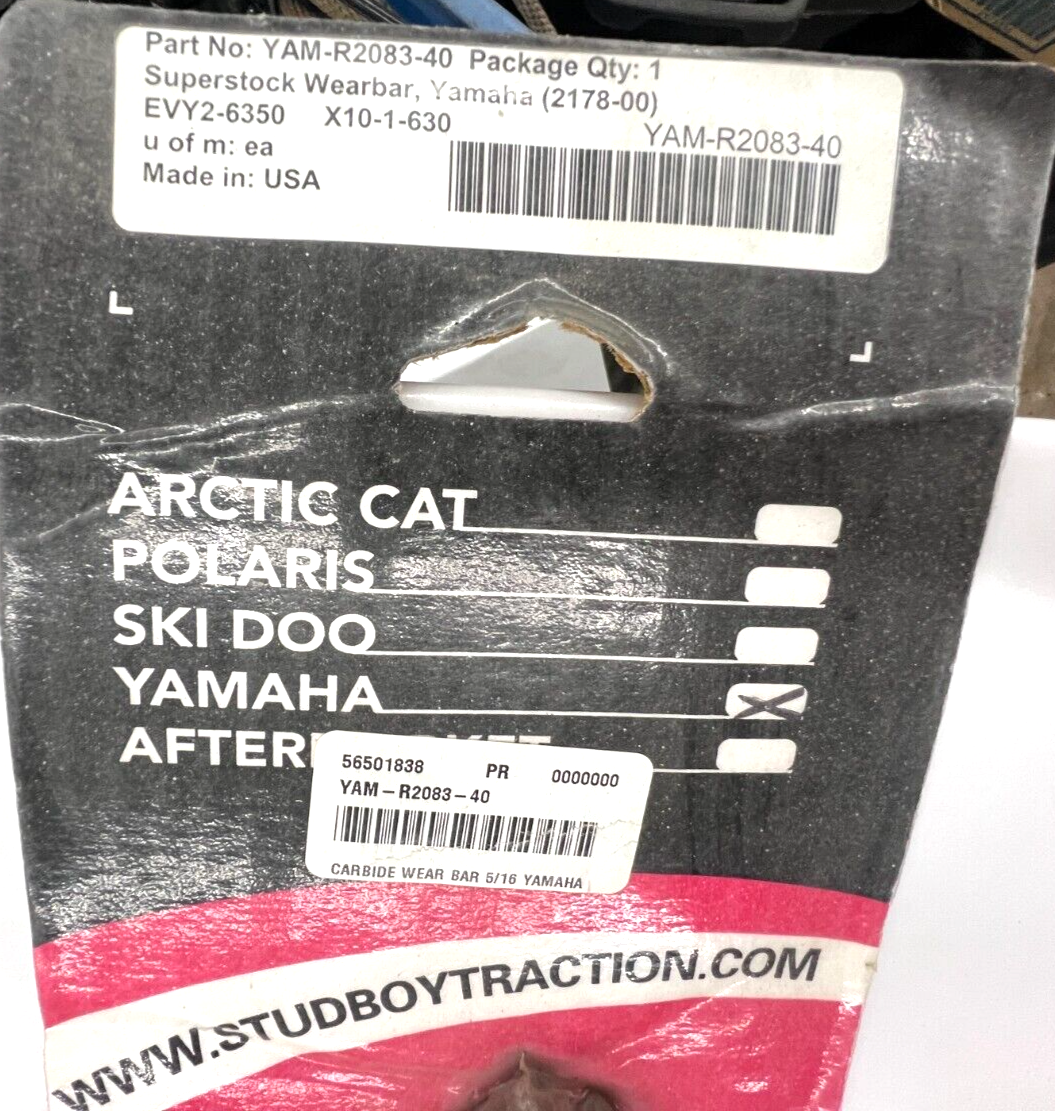 Part No: YAM-R2083-40 Package Qty: 1
Superstock Wearbar, Yamaha (2178-00)
EVY2-6350 X10-1-630
YAM-R2083-40
u of m: ea
Made in: USA
ARCTIC CAT
POLARIS
SKI DOO
YAMAHA X
56501838 PR 0000000
YAM-R2083-40
CARBIDE WEAR BAR 5/16 YAMAHA
WWW.STUDBOYTRACTION.COM